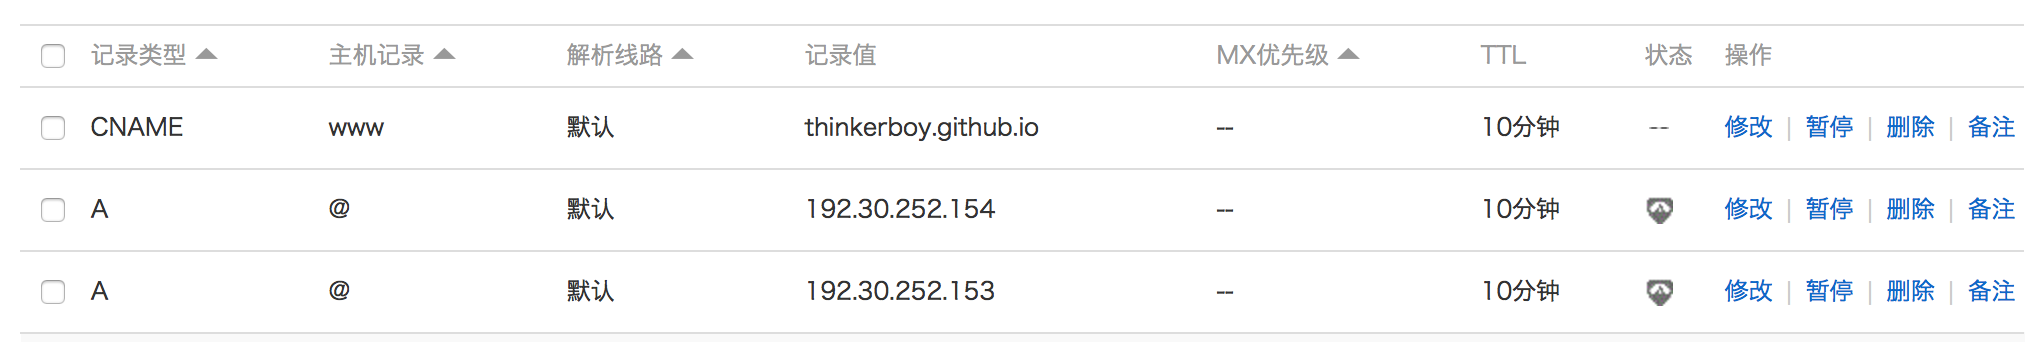 记录类型 主机记录 解析线路 记录值 MX优先级 TTL 状态 操作
CNAME www 默认 thinkerboy.github.io -- 10分钟 -- 修改 | 暂停 | 删除 | 备注
A @ 默认 192.30.252.154 -- 10分钟 修改 | 暂停 | 删除 | 备注
A @ 默认 192.30.252.153 -- 10分钟 修改 | 暂停 | 删除 | 备注